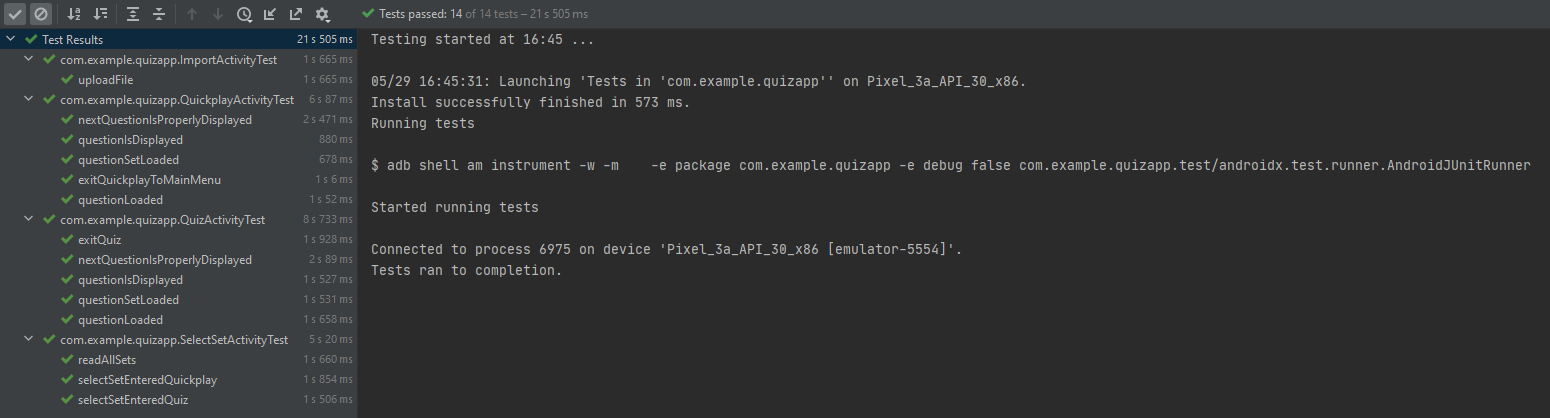 Tests passed: 14 of 14 tests – 21 s 505 ms
Test Results 21 s 505 ms
com.example.quizapp.ImportActivityTest 1 s 665 ms
uploadFile 1 s 665 ms
com.example.quizapp.QuickplayActivityTest 6 s 87 ms
nextQuestionIsProperlyDisplayed 2 s 471 ms
questionIsDisplayed 880 ms
questionSetLoaded 678 ms
exitQuickplayToMainMenu 1 s 6 ms
questionLoaded 1 s 52 ms
com.example.quizapp.QuizActivityTest 8 s 733 ms
exitQuiz 1 s 928 ms
nextQuestionIsProperlyDisplayed 2 s 89 ms
questionIsDisplayed 1 s 527 ms
questionSetLoaded 1 s 531 ms
questionLoaded 1 s 658 ms
com.example.quizapp.SelectSetActivityTest 5 s 20 ms
readAllSets 1 s 660 ms
selectSetEnteredQuickplay 1 s 854 ms
selectSetEnteredQuiz 1 s 506 ms
Testing started at 16:45 ...
05/29 16:45:31: Launching 'Tests in 'com.example.quizapp'' on Pixel_3a_API_30_x86.
Install successfully finished in 573 ms.
Running tests
$ adb shell am instrument -w -m    -e package com.example.quizapp -e debug false com.example.quizapp.test/androidx.test.runner.AndroidJUnitRunner
Started running tests
Connected to process 6975 on device 'Pixel_3a_API_30_x86 [emulator-5554]'.
Tests ran to completion.